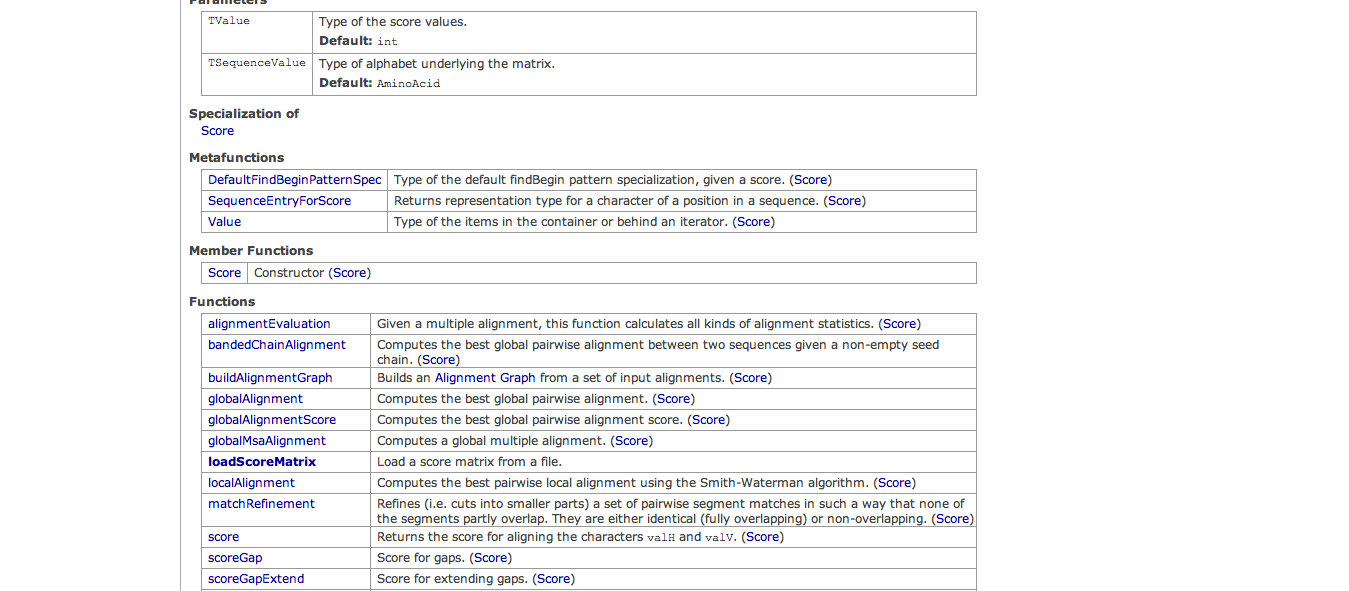 Parameters
TValue Type of the score values.
Default: int
TSequenceValue Type of alphabet underlying the matrix.
Default: AminoAcid
Specialization of
Score
Metafunctions
DefaultFindBeginPatternSpec Type of the default findBegin pattern specialization, given a score. (Score)
SequenceEntryForScore Returns representation type for a character of a position in a sequence. (Score)
Value Type of the items in the container or behind an iterator. (Score)
Member Functions
Score Constructor (Score)
Functions
alignmentEvaluation Given a multiple alignment, this function calculates all kinds of alignment statistics. (Score)
bandedChainAlignment Computes the best global pairwise alignment between two sequences given a non-empty seed
chain. (Score)
buildAlignmentGraph Builds an Alignment Graph from a set of input alignments. (Score)
globalAlignment Computes the best global pairwise alignment. (Score)
globalAlignmentScore Computes the best global pairwise alignment score. (Score)
globalMsaAlignment Computes a global multiple alignment. (Score)
loadScoreMatrix Load a score matrix from a file.
localAlignment Computes the best pairwise local alignment using the Smith-Waterman algorithm. (Score)
matchRefinement Refines (i.e. cuts into smaller parts) a set of pairwise segment matches in such a way that none of
the segments partly overlap. They are either identical (fully overlapping) or non-overlapping. (Score)
score Returns the score for aligning the characters valH and valV. (Score)
scoreGap Score for gaps. (Score)
scoreGapExtend Score for extending gaps. (Score)